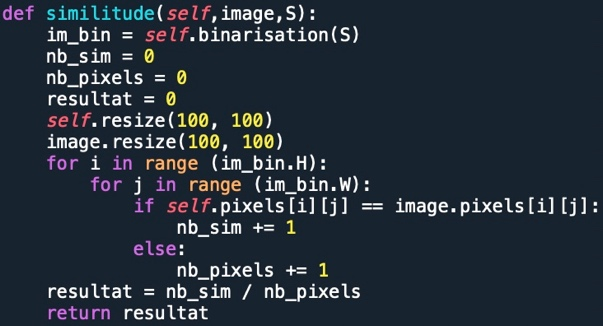 def similitude(self,image,S):
    im_bin = self.binarisation(S)
    nb_sim = 0
    nb_pixels = 0
    resultat = 0
    self.resize(100, 100)
    image.resize(100, 100)
    for i in range (im_bin.H):
        for j in range (im_bin.W):
            if self.pixels[i][j] == image.pixels[i][j]:
                nb_sim += 1
            else:
                nb_pixels += 1
    resultat = nb_sim / nb_pixels
    return resultat